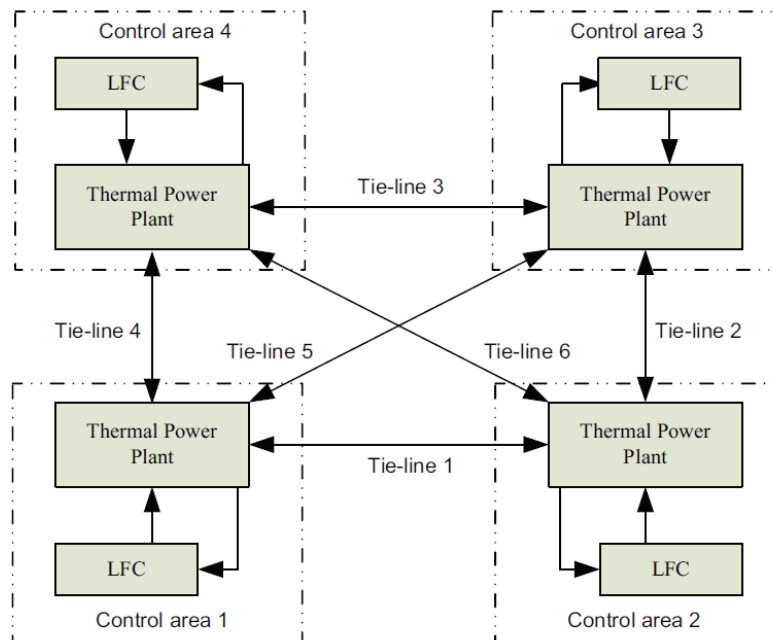 Control area 4
Control area 3
LFC
LFC
Thermal Power
Plant
Tie-line 3
Thermal Power
Plant
Tie-line 4
Tie-line 5
Tie-line 6
Tie-line 2
Thermal Power
Plant
Tie-line 1
Thermal Power
Plant
LFC
LFC
Control area 1
Control area 2